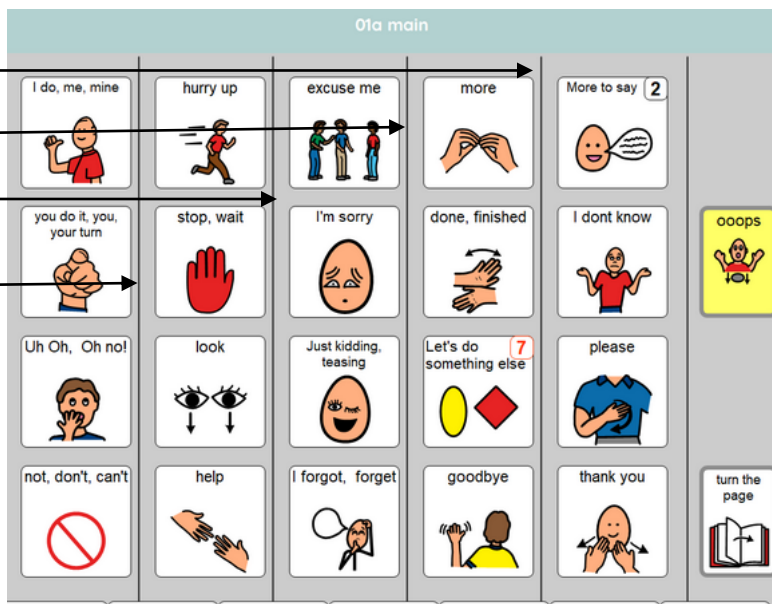 01a main
I do, me, mine
hurry up
excuse me
more
More to say 2
you do it, you,
your turn
stop, wait
I'm sorry
done, finished
I dont know
ooops
Uh Oh, Oh no!
look
Just kidding,
teasing
Let's do 7
something else
please
not, don't, can't
help
I forgot, forget
goodbye
thank you
turn the
page